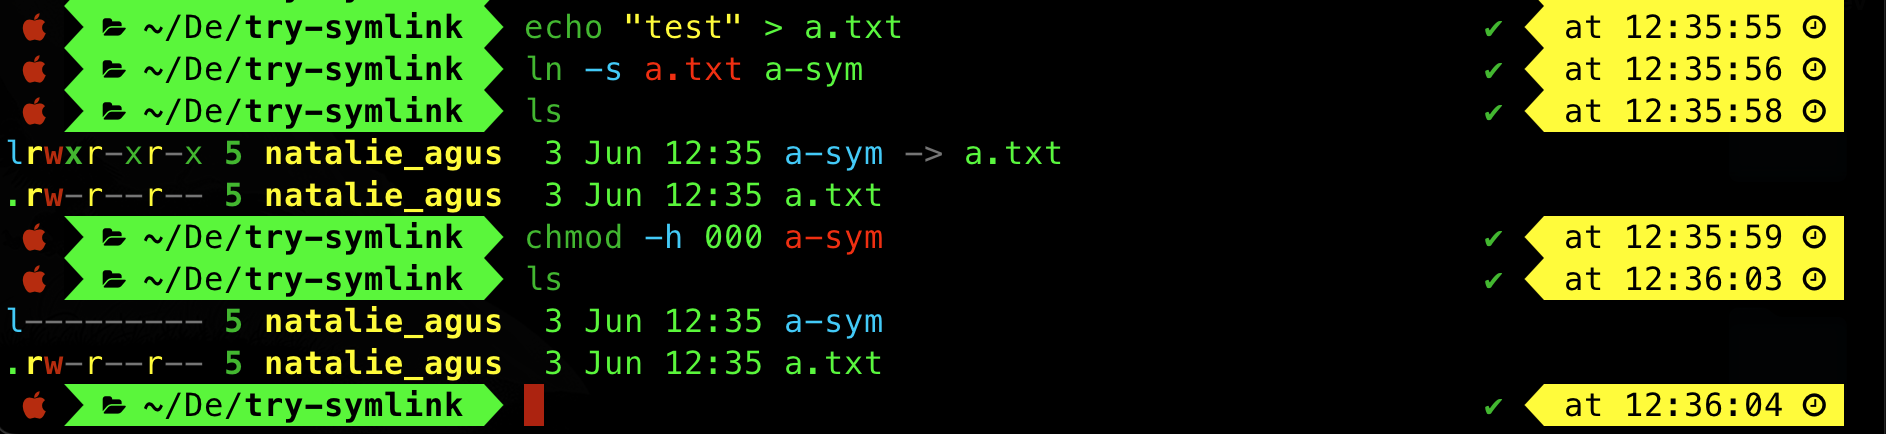 ~/De/try-symlink echo "test" > a.txt ✔ at 12:35:55
~/De/try-symlink ln -s a.txt a-sym ✔ at 12:35:56
~/De/try-symlink ls ✔ at 12:35:58
lrwxr-xr-x 5 natalie_agus 3 Jun 12:35 a-sym -> a.txt
.rw-r--r-- 5 natalie_agus 3 Jun 12:35 a.txt
~/De/try-symlink chmod -h 000 a-sym ✔ at 12:35:59
~/De/try-symlink ls ✔ at 12:36:03
l--------- 5 natalie_agus 3 Jun 12:35 a-sym
.rw-r--r-- 5 natalie_agus 3 Jun 12:35 a.txt
~/De/try-symlink ✔ at 12:36:04